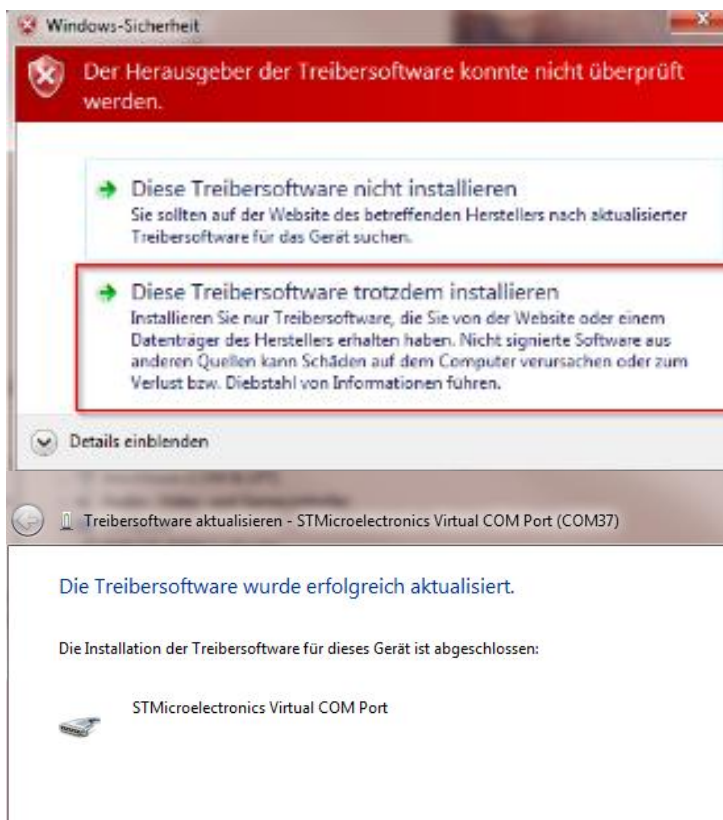 Windows-Sicherheit
Der Herausgeber der Treibersoftware konnte nicht überprüft
werden.
Diese Treibersoftware nicht installieren
Sie sollten auf der Website des betreffenden Herstellers nach aktualisierter
Treibersoftware für das Gerät suchen.
Diese Treibersoftware trotzdem installieren
Installieren Sie nur Treibersoftware, die Sie von der Website oder einem
Datenträger des Herstellers erhalten haben. Nicht signierte Software aus
anderen Quellen kann Schäden auf dem Computer verursachen oder zum
Verlust bzw. Diebstahl von Informationen führen.
Details einblenden
Treibersoftware aktualisieren - STMicroelectronics Virtual COM Port (COM37)
Die Treibersoftware wurde erfolgreich aktualisiert.
Die Installation der Treibersoftware für dieses Gerät ist abgeschlossen:
STMicroelectronics Virtual COM Port